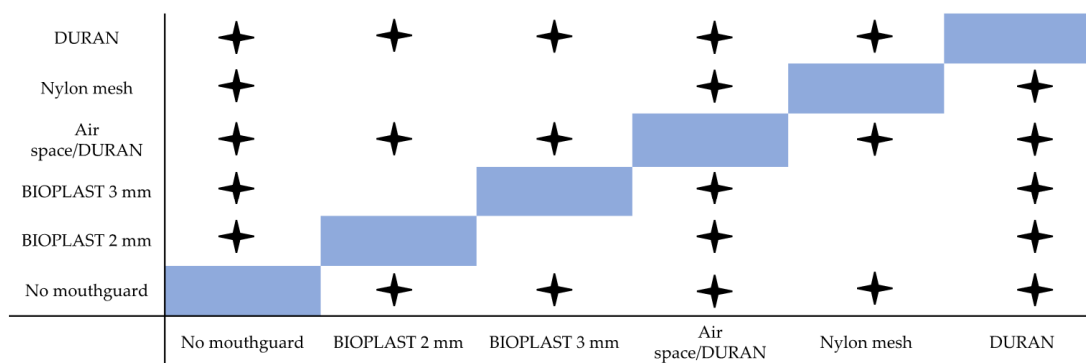 DURAN
Nylon mesh
Air
space/DURAN
BIOPLAST 3 mm
BIOPLAST 2 mm
No mouthguard
No mouthguard
BIOPLAST 2 mm
BIOPLAST 3 mm
Air
space/DURAN
Nylon mesh
DURAN